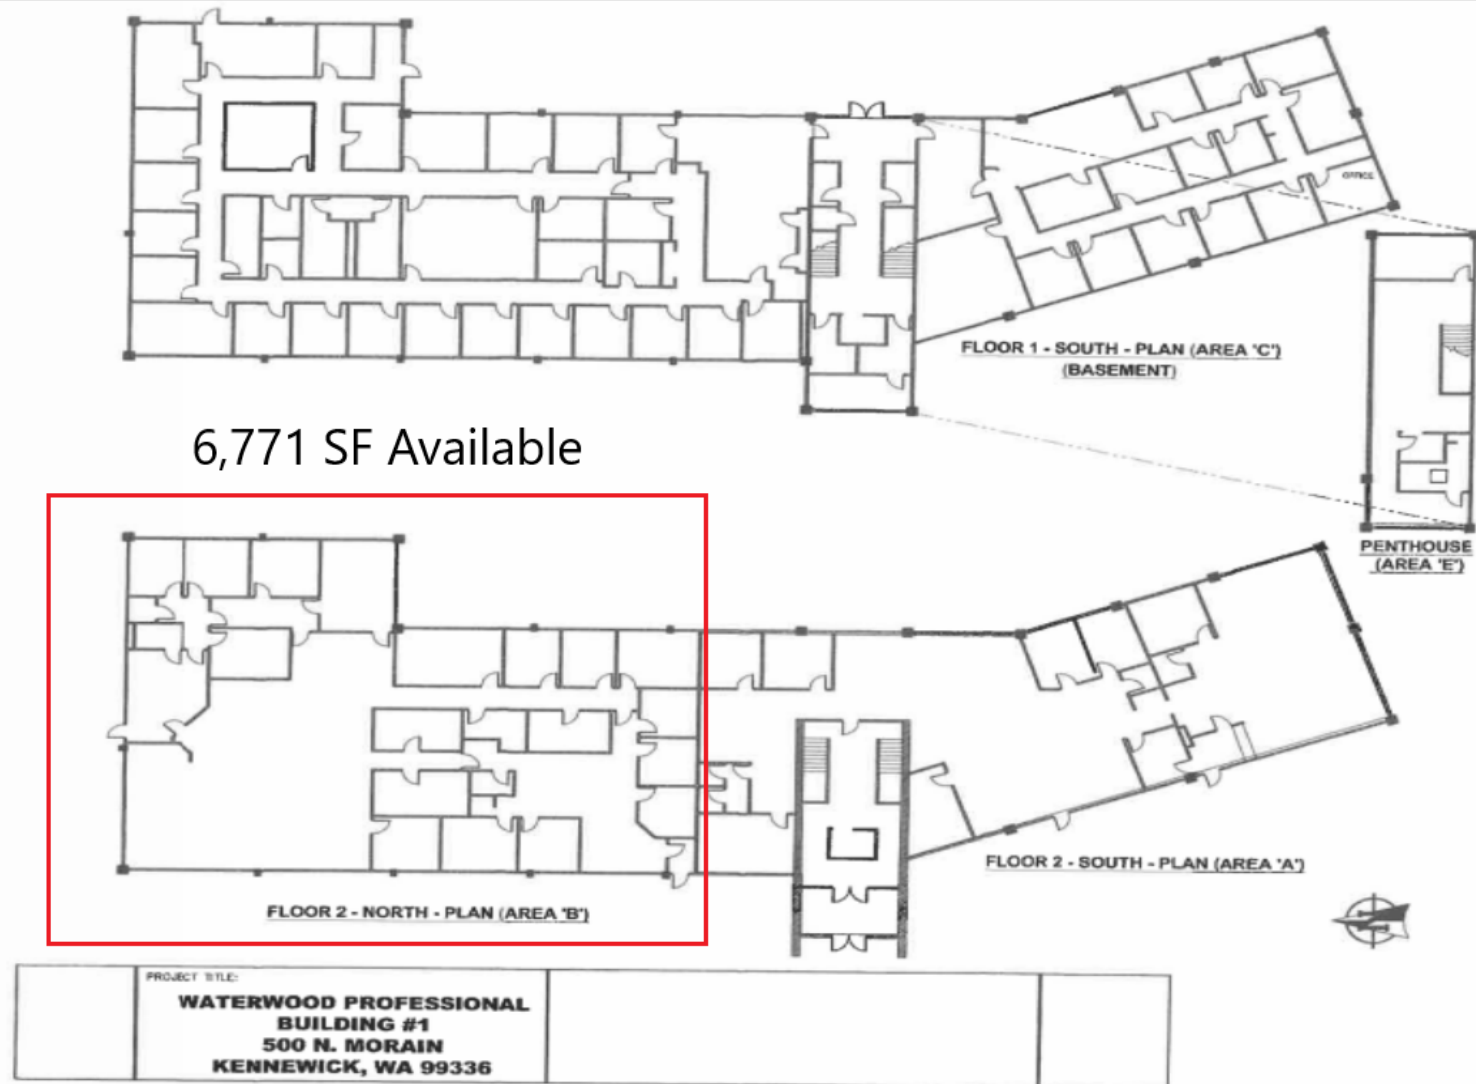 OFFICE
FLOOR 1 - SOUTH - PLAN (AREA 'C')
(BASEMENT)
6,771 SF Available
PENTHOUSE
(AREA 'E')
FLOOR 2 - SOUTH - PLAN (AREA 'A')
FLOOR 2 - NORTH - PLAN (AREA 'B')
PROJECT TITLE:
WATERWOOD PROFESSIONAL
BUILDING #1
500 N. MORAIN
KENNEWICK, WA 99336